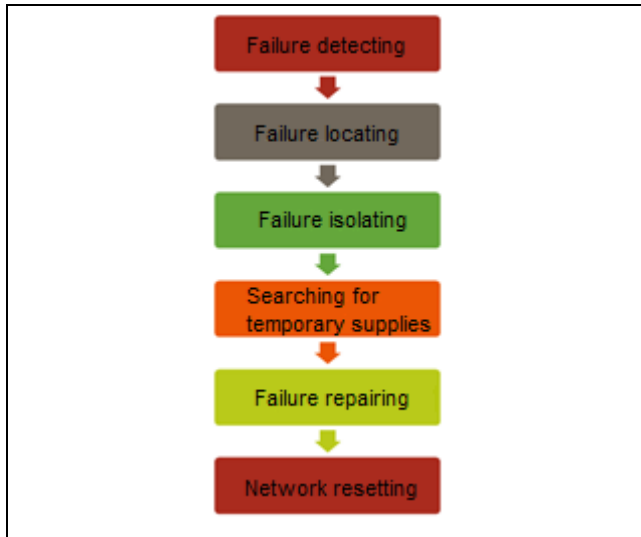 Failure detecting
Failure locating
Failure isolating
Searching for
temporary supplies
Failure repairing
Network resetting